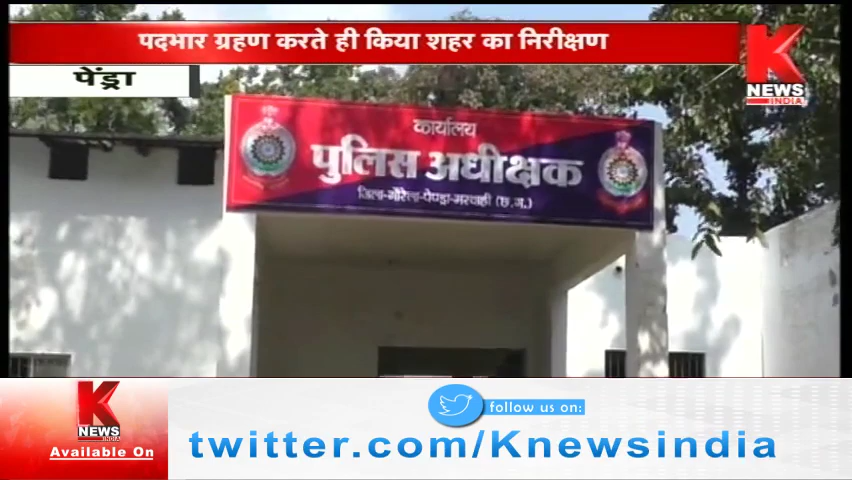 पदभार ग्रहण करते ही किया शहर का निरीक्षण
K
NEWS
INDIA
पेंड्रा
कार्यालय
पुलिस अधीक्षक
जिला-गौरेला-पेण्ड्रा-मरवाही (छ.ग.)
K
NEWS
INDIA
Available On
follow us on:
twitter.com/Knewsindia